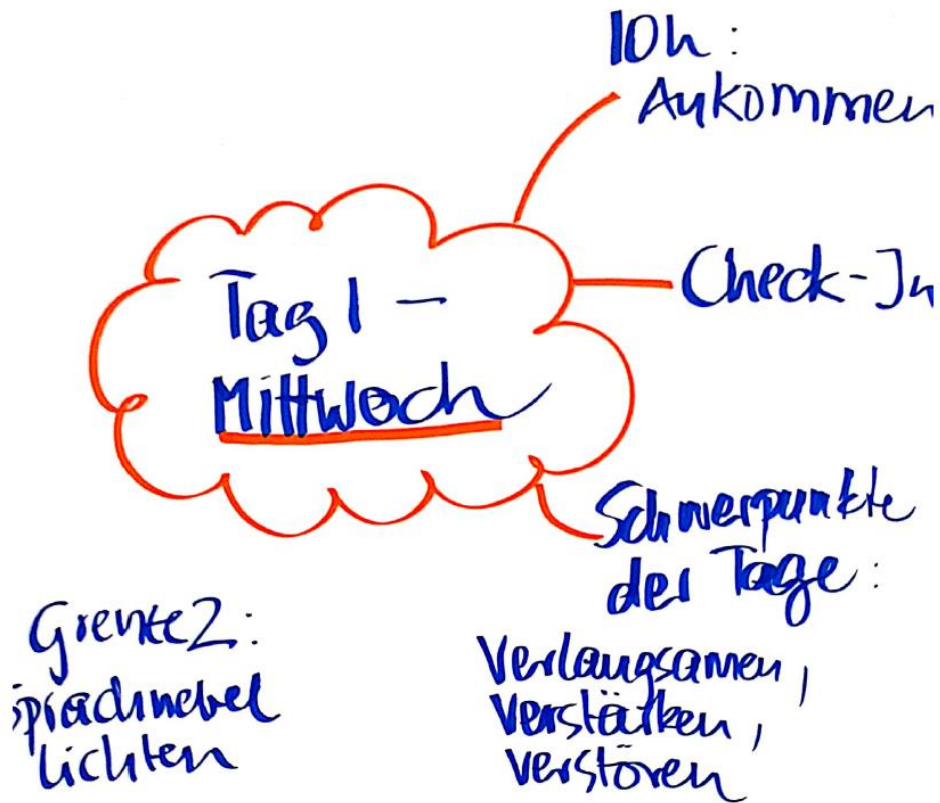 10h:
Ankommen
Check-In
Tag 1 –
Mittwoch
Schwerpunkte
der Tage:
Verlangsamen,
verstärken,
verstören
Grenze 2:
Sprachnebel
lichten